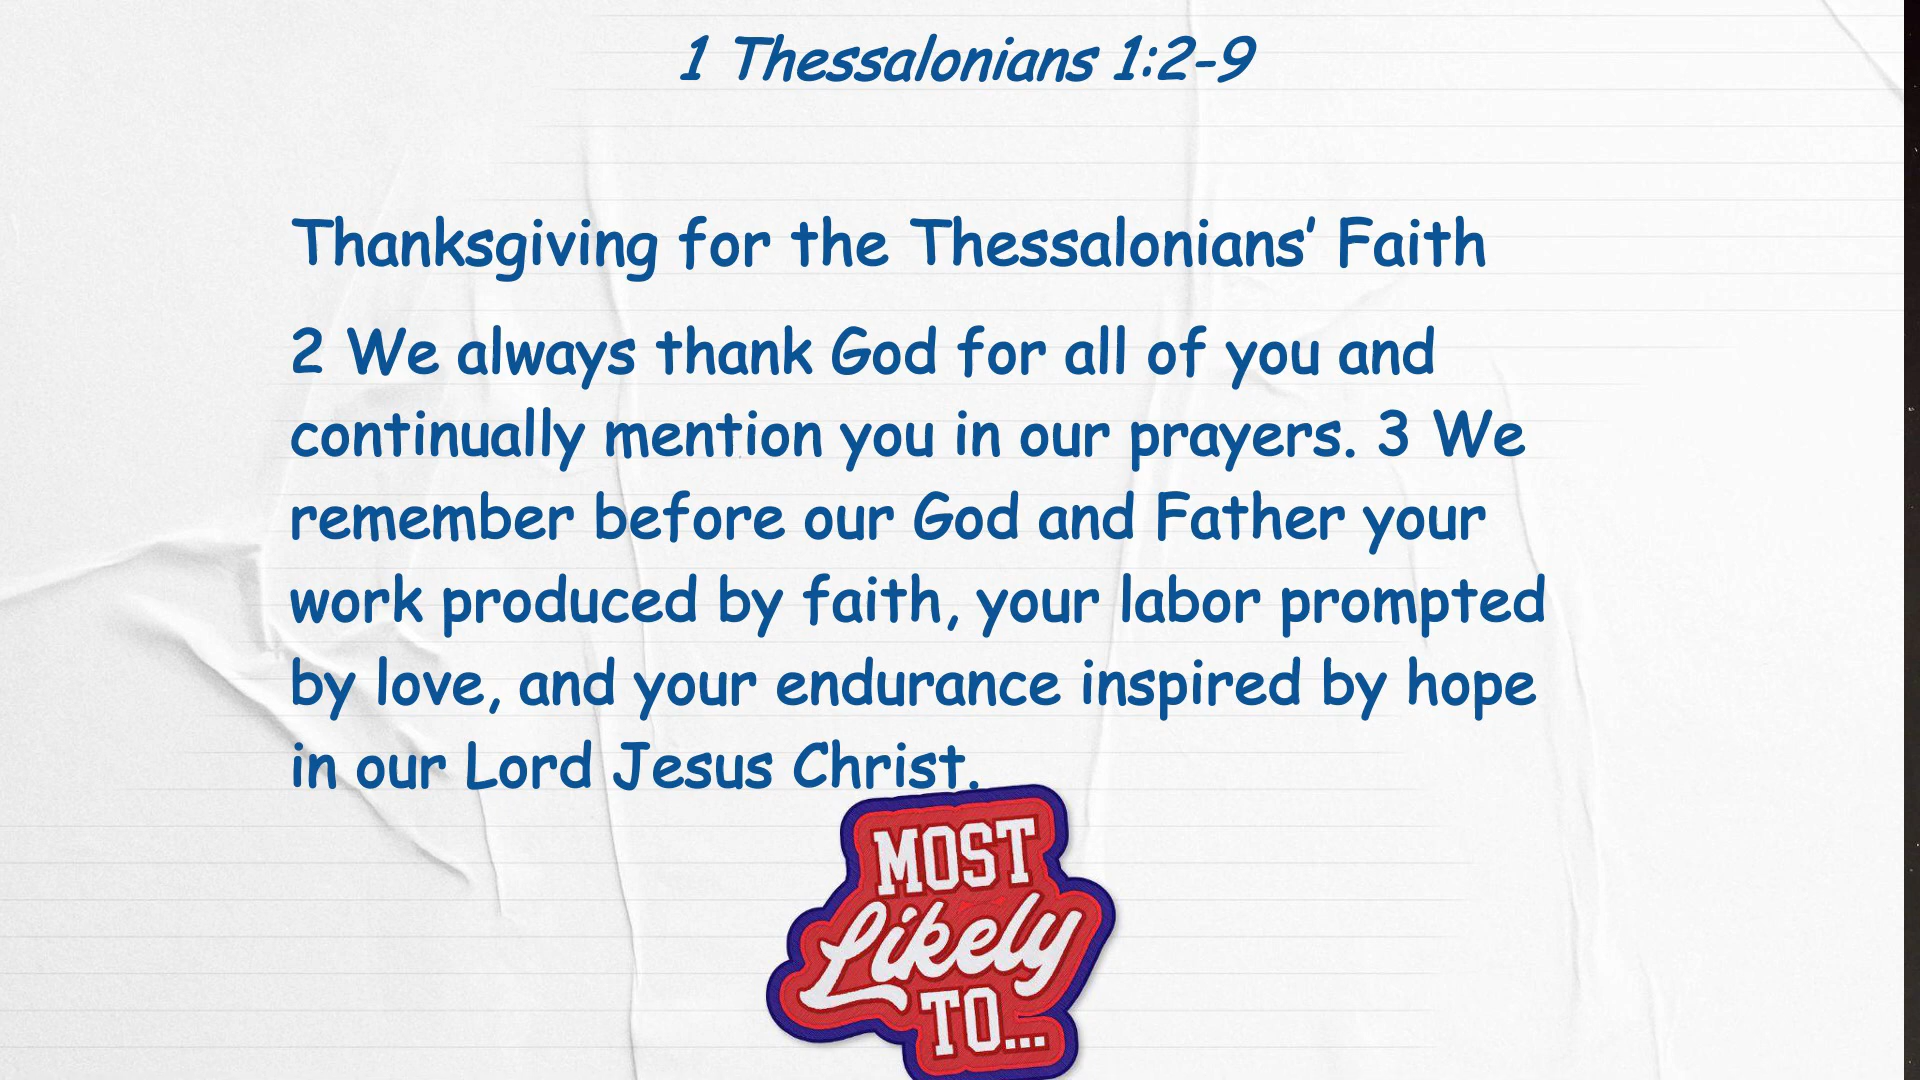 1 Thessalonians 1:2-9
Thanksgiving for the Thessalonians’ Faith
2 We always thank God for all of you and
continually mention you in our prayers. 3 We
remember before our God and Father your
work produced by faith, your labor prompted
by love, and your endurance inspired by hope
in our Lord Jesus Christ.
MOST
Likely
TO...